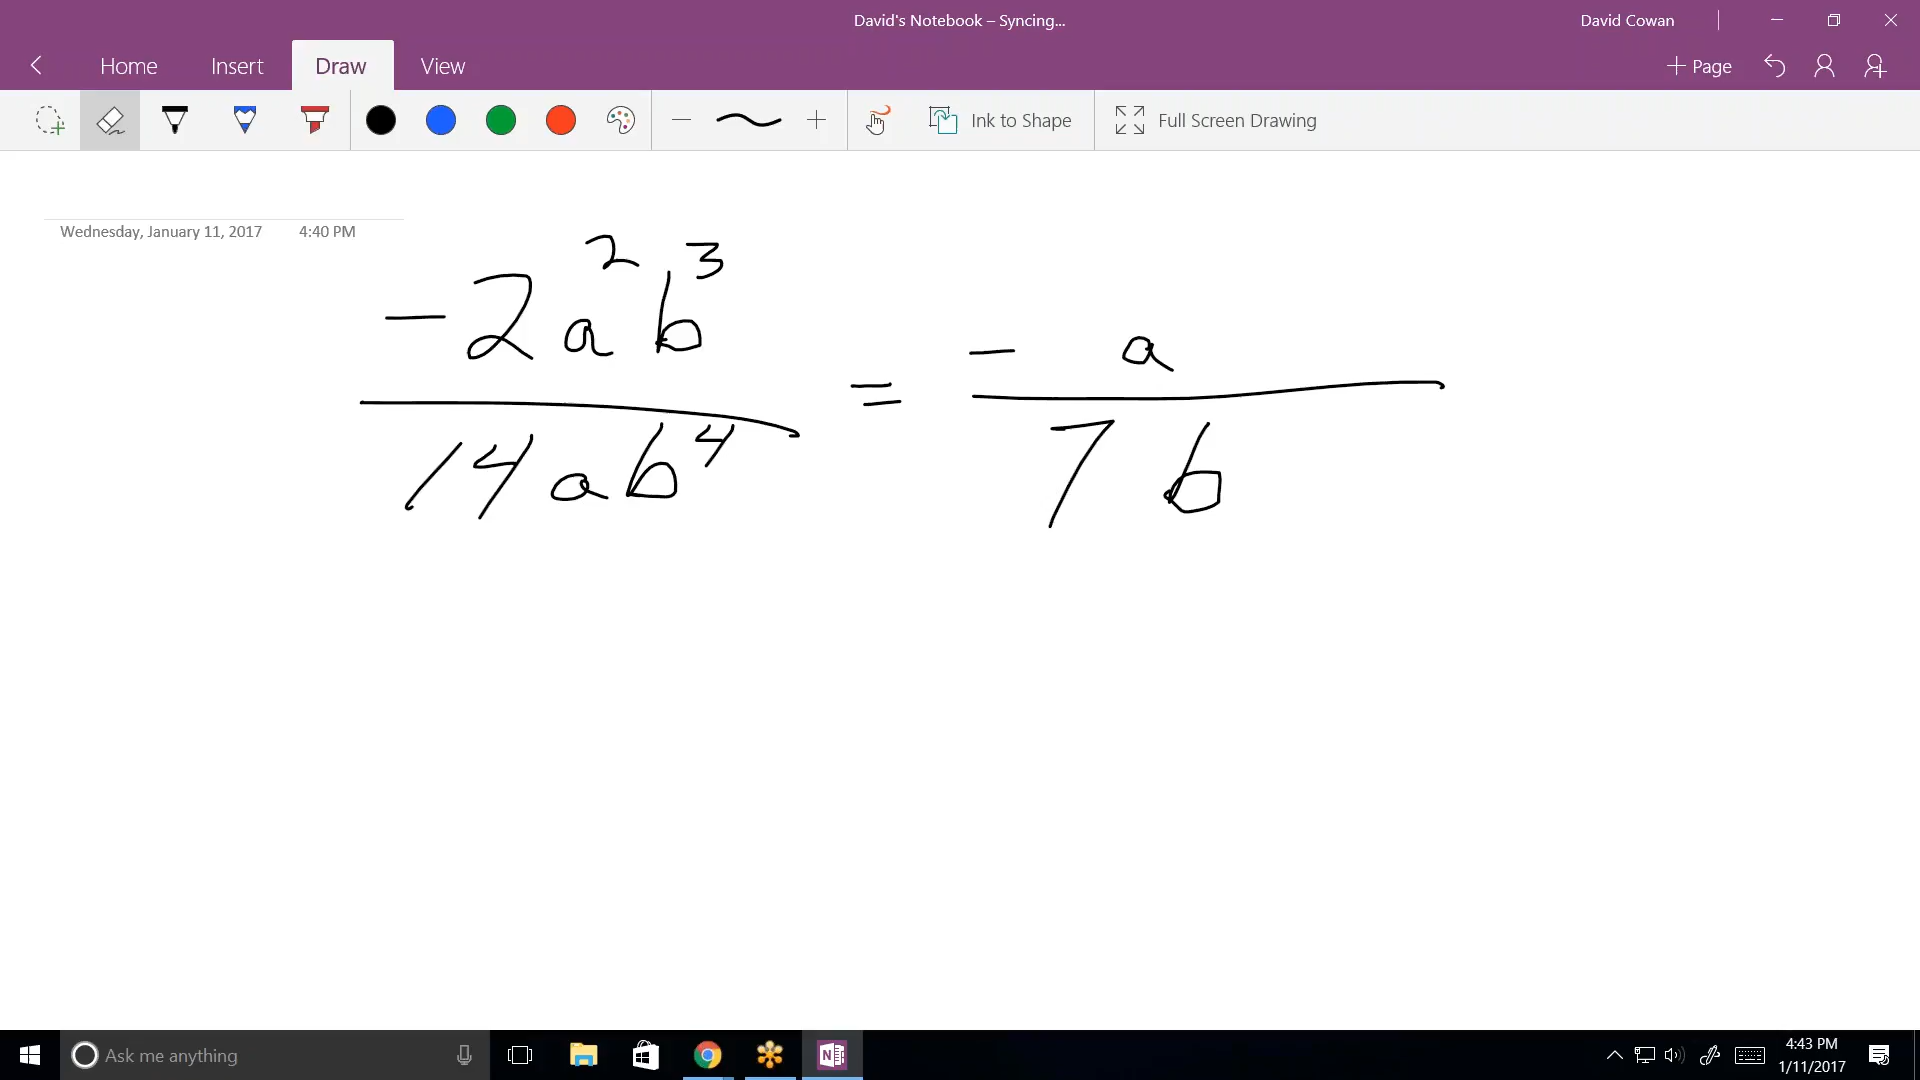 David's Notebook – Syncing...
David Cowan
Home Insert Draw View
Page
Ink to Shape
Full Screen Drawing
Wednesday, January 11, 2017 4:40 PM
-2a²b³ / 14ab⁴ = -a / 7b
Ask me anything
N
4:43 PM
1/11/2017